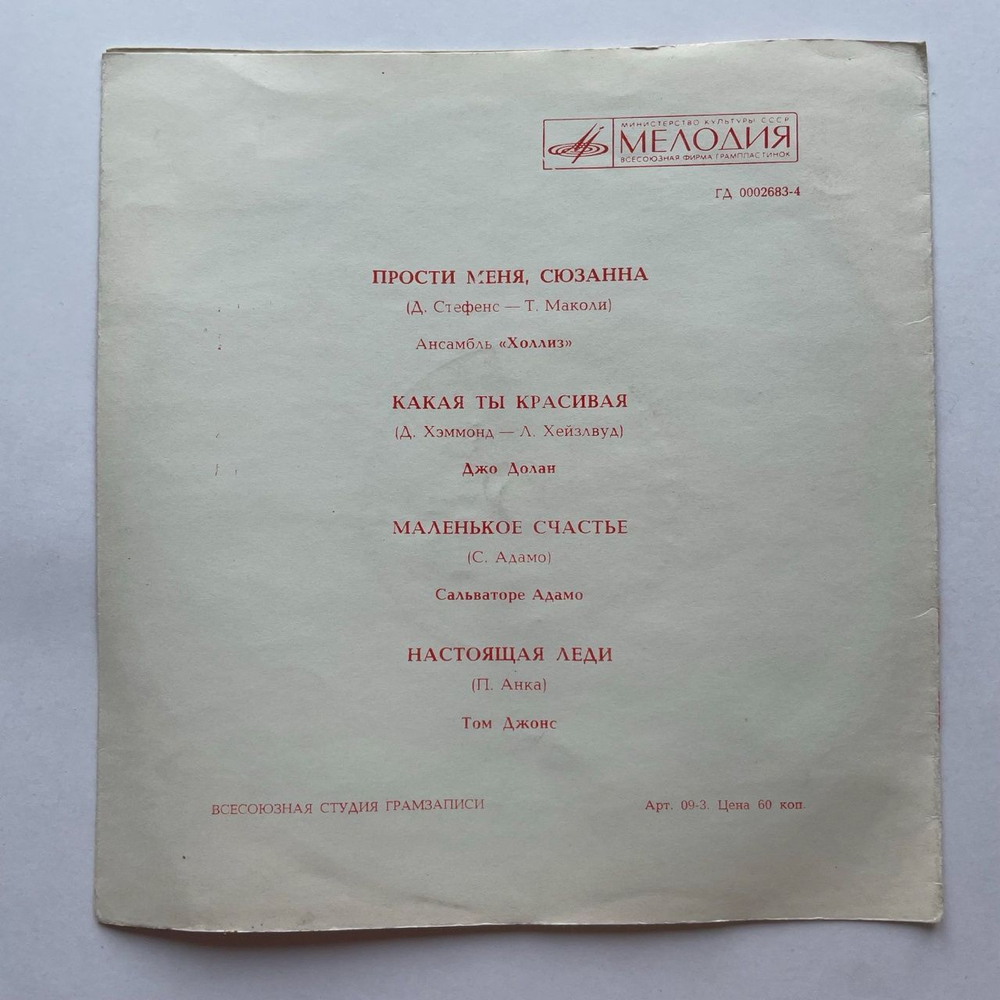 МИНИСТЕРСТВО КУЛЬТУРЫ СССР
МЕЛОДИЯ
ВСЕСОЮЗНАЯ ФИРМА ГРАМПЛАСТИНОК
ГД 0002683-4
ПРОСТИ МЕНЯ, СЮЗАННА
(Д. Стефенс — Т. Маколи)
Ансамбль «Холлиз»
КАКАЯ ТЫ КРАСИВАЯ
(Д. Хэммонд — Л. Хейзлвуд)
Джо Долан
МАЛЕНЬКОЕ СЧАСТЬЕ
(С. Адамо)
Сальваторе Адамо
НАСТОЯЩАЯ ЛЕДИ
(П. Анка)
Том Джонс
ВСЕСОЮЗНАЯ СТУДИЯ ГРАМЗАПИСИ
Арт. 09-3. Цена 60 коп.